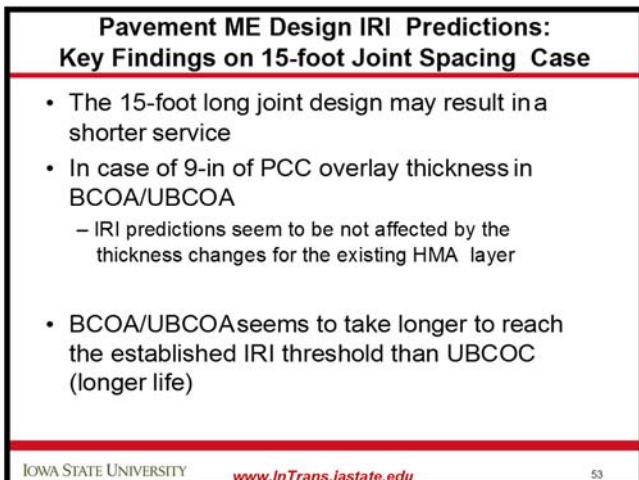 Pavement ME Design IRI Predictions:
Key Findings on 15-foot Joint Spacing Case
• The 15-foot long joint design may result in a
shorter service
• In case of 9-in of PCC overlay thickness in
BCOA/UBCOA
– IRI predictions seem to be not affected by the
thickness changes for the existing HMA layer
• BCOA/UBCOA seems to take longer to reach
the established IRI threshold than UBCOC
(longer life)
IOWA STATE UNIVERSITY www.InTrans.iastate.edu 53